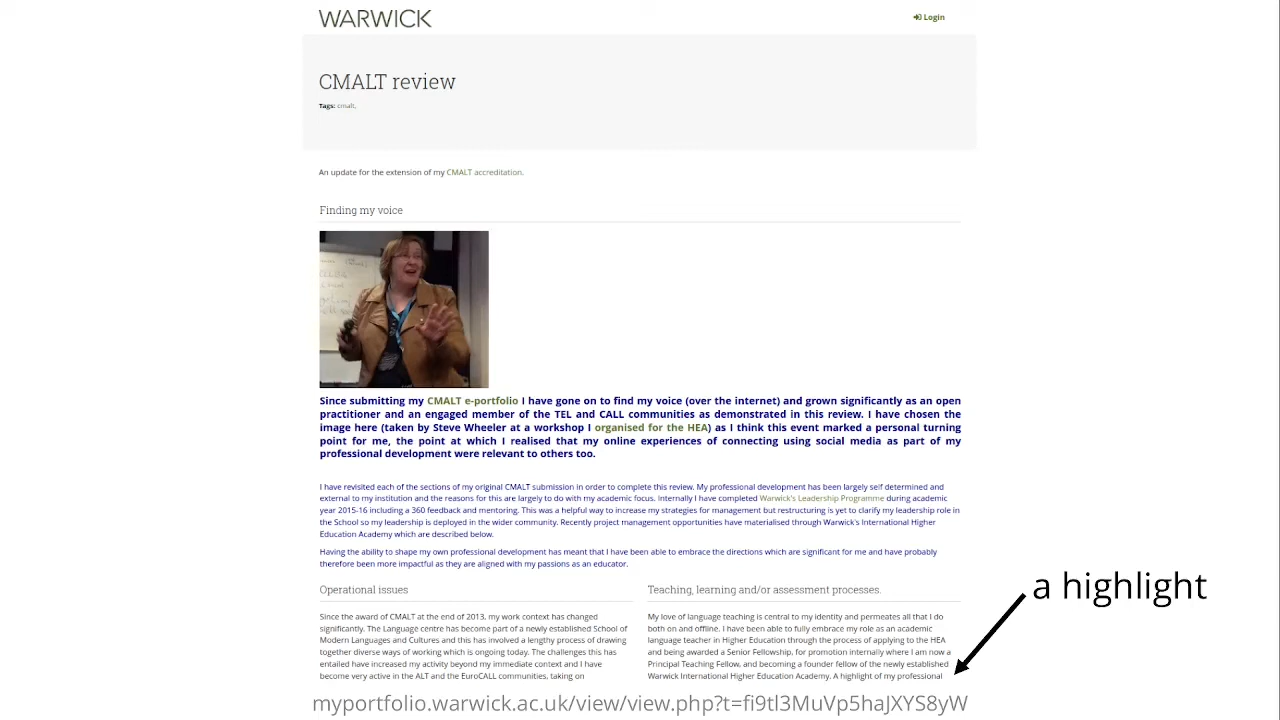 WARWICK
Login
CMALT review
Tags: cmalt,
An update for the extension of my CMALT accreditation.
Finding my voice
Since submitting my CMALT e-portfolio I have gone on to find my voice (over the internet) and grown significantly as an open
practitioner and an engaged member of the TEL and CALL communities as demonstrated in this review. I have chosen the
image here (taken by Steve Wheeler at a workshop I organised for the HEA) as I think this event marked a personal turning
point for me, the point at which I realised that my online experiences of connecting using social media as part of my
professional development were relevant to others too.
I have revisited each of the sections of my original CMALT submission in order to complete this review. My professional development has been largely self determined and
external to my institution and the reasons for this are largely to do with my academic focus. Internally I have completed Warwick's Leadership Programme during academic
year 2015-16 including a 360 feedback and mentoring. This was a helpful way to increase my strategies for management but restructuring is yet to clarify my leadership role in
the School so my leadership is deployed in the wider community. Recently project management opportunities have materialised through Warwick's International Higher
Education Academy which are described below.
Having the ability to shape my own professional development has meant that I have been able to embrace the directions which are significant for me and have probably
therefore been more impactful as they are aligned with my passions as an educator.
Operational issues
Since the award of CMALT at the end of 2013, my work context has changed
significantly. The Language centre has become part of a newly established School of
Modern Languages and Cultures and this has involved a lengthy process of drawing
together diverse ways of working which is ongoing today. The challenges this has
entailed have increased my activity beyond my immediate context and I have
become very active in the ALT and the EuroCALL communities, taking on
Teaching, learning and/or assessment processes.
My love of language teaching is central to my identity and permeates all that I do
both on and offline. I have been able to fully embrace my role as an academic
language teacher in Higher Education through the process of applying to the HEA
and being awarded a Senior Fellowship, for promotion internally where I am now a
Principal Teaching Fellow, and becoming a founder fellow of the newly established
Warwick International Higher Education Academy. A highlight of my professional
a highlight
myportfolio.warwick.ac.uk/view/view.php?t=fi9tl3MuVp5haJXYS8yW